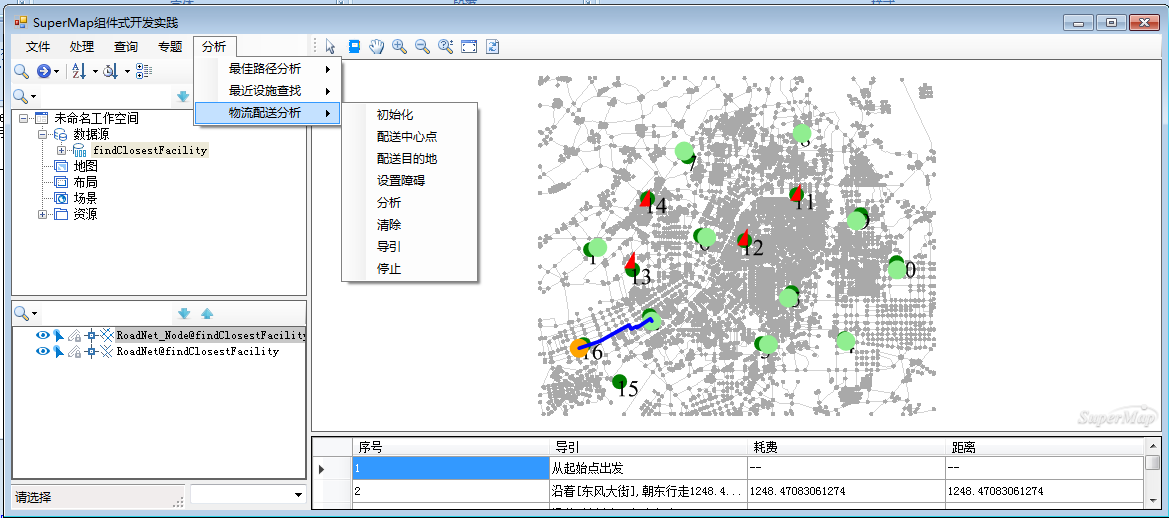 SuperMap组件式开发实践
文件 处理 查询 专题 分析
最佳路径分析
最近设施查找
物流配送分析
初始化
配送中心点
配送目的地
设置障碍
分析
清除
导引
停止
未命名工作空间
数据源
findClosestFacility
地图
布局
场景
资源
RoadNet_Node@findClosestFacility
RoadNet@findClosestFacility
请选择
7
14
11
12
13
15
SuperMap
序号 导引 耗费 距离
1 从起始点出发 -- --
2 沿着[东风大街],朝东行走1248.4... 1248.47083061274 1248.47083061274